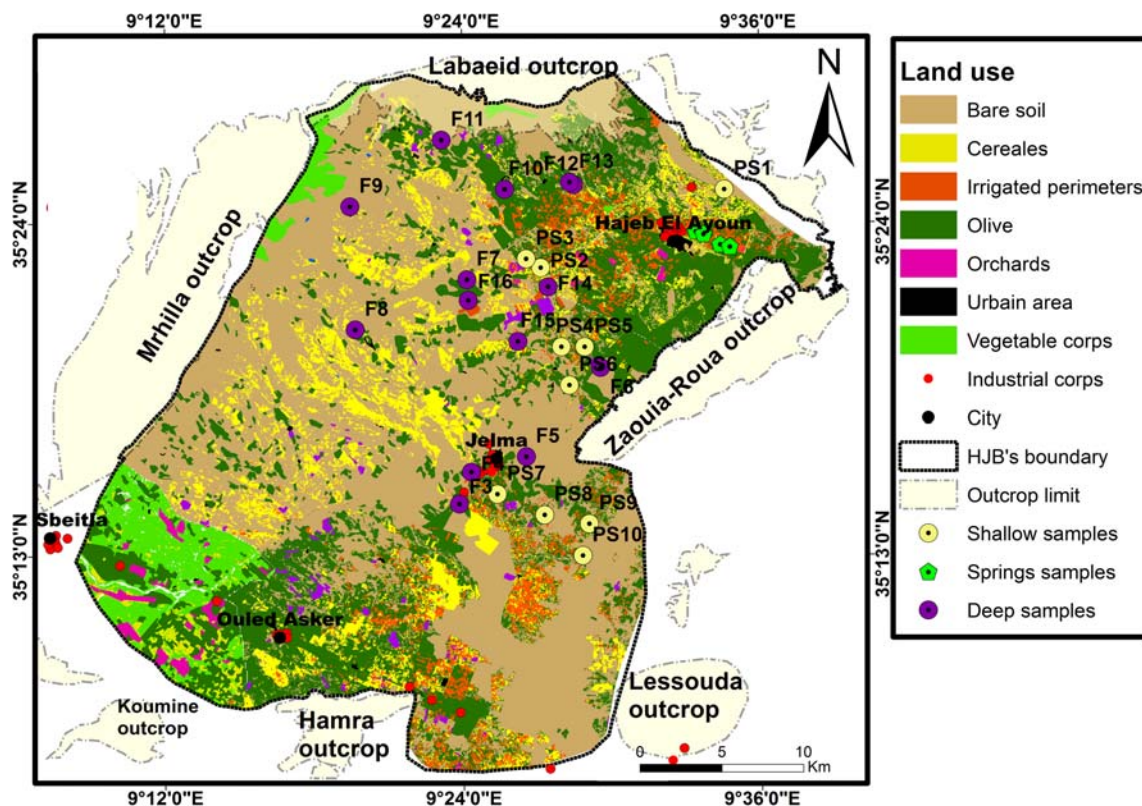 9°12'0"E
9°24'0"E
9°36'0"E
Labaeid outcrop
N
Land use
Bare soil
Cereales
Irrigated perimeters
Olive
Orchards
Urbain area
Vegetable corps
Industrial corps
City
HJB's boundary
Outcrop limit
Shallow samples
Springs samples
Deep samples
F11
F10
F12
F13
PS1
F9
35°24'0"N
35°24'0"N
Hajeb El Ayoun
Mrhilla outcrop
PS3
PS2
F7
F16
F14
F8
F15
PS4
PS5
PS6
F6
Zaouia-Roua outcrop
Jelma
F5
PS7
F3
PS8
PS9
PS10
Sbeitla
35°13'0"N
35°13'0"N
Ouled Asker
Koumine
outcrop
Hamra
outcrop
Lessouda
outcrop
0 5 10
Km
9°12'0"E
9°24'0"E
9°36'0"E